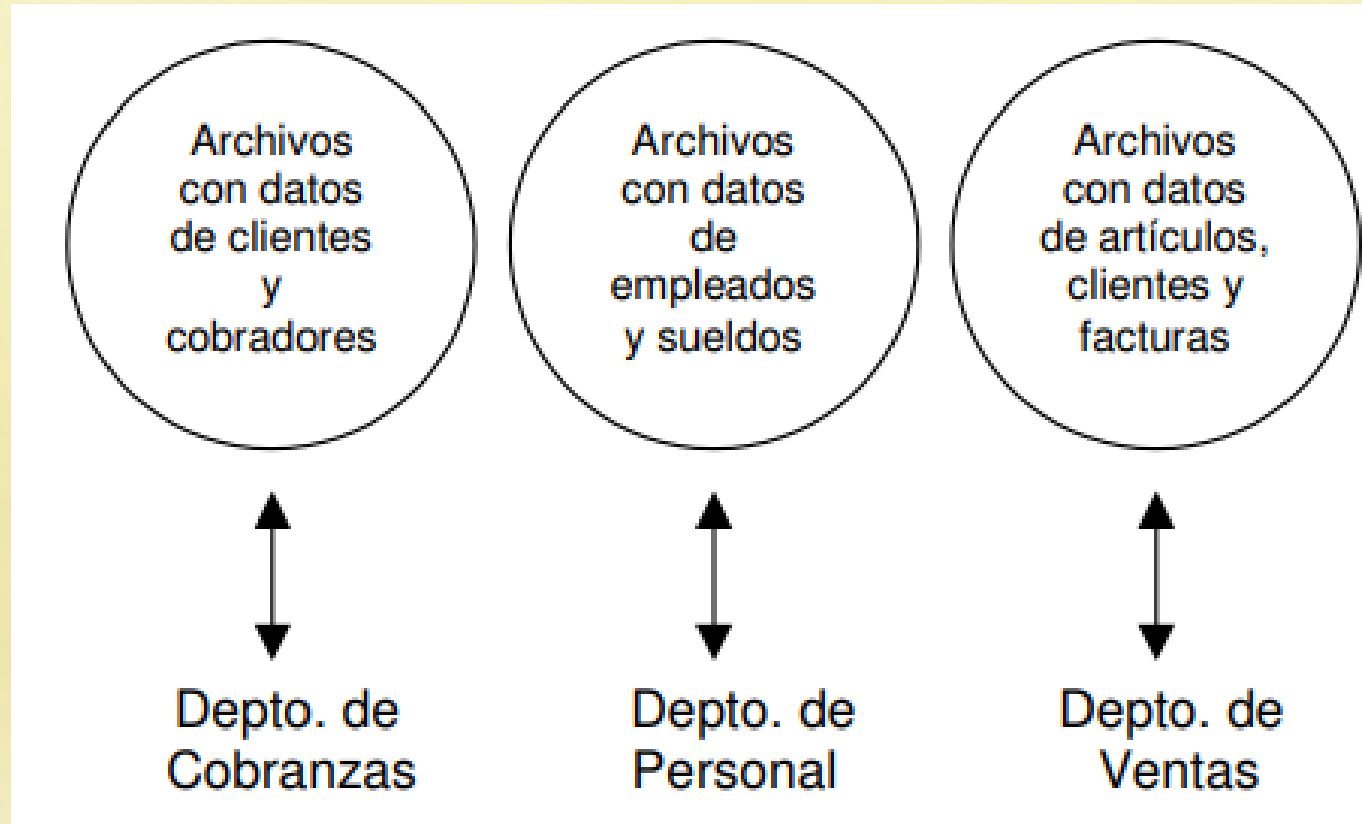 Archivos
con datos
de clientes
y
cobradores
Archivos
con datos
de
empleados
y sueldos
Archivos
con datos
de artículos,
clientes y
facturas
Depto. de
Cobranzas
Depto. de
Personal
Depto. de
Ventas